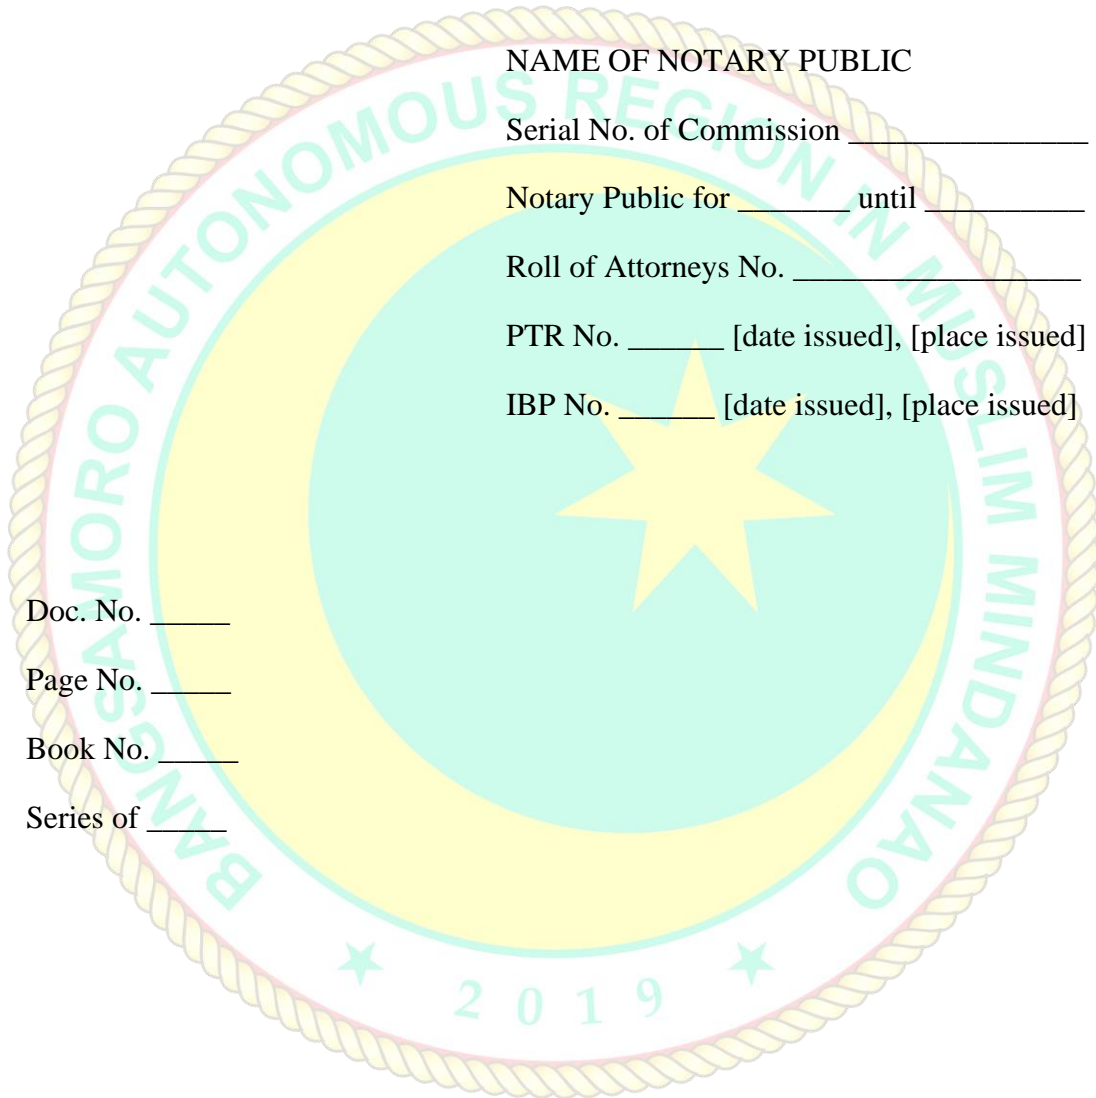 NAME OF NOTARY PUBLIC
Serial No. of Commission _______________
Notary Public for _______ until __________
Roll of Attorneys No. __________________
PTR No. ______ [date issued], [place issued]
IBP No. ______ [date issued], [place issued]
Doc. No. _____
Page No. _____
Book No. _____
Series of _____
BANGSAMORO AUTONOMOUS REGION IN MUSLIM MINDANAO
2019